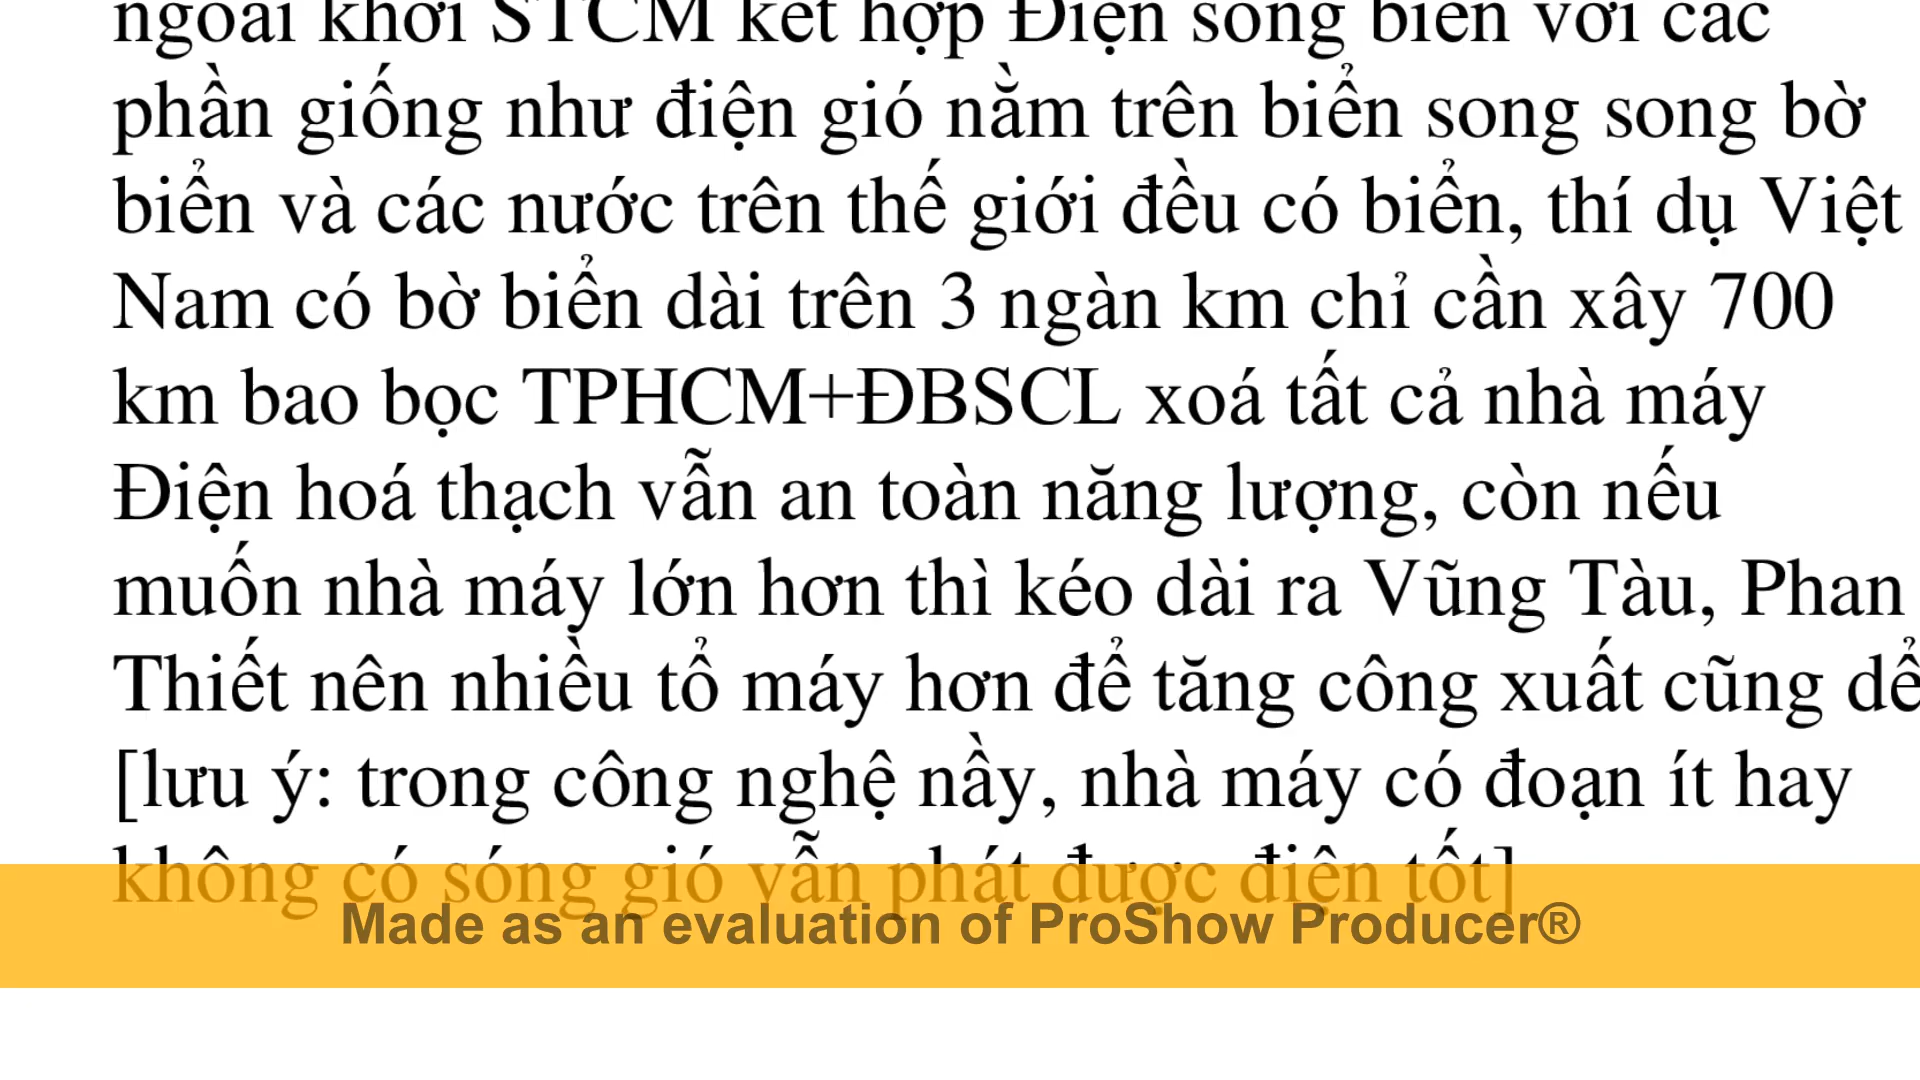 ngoài khơi STCM kết hợp Điện sóng biển với các
phần giống như điện gió nằm trên biển song song bờ
biển và các nước trên thế giới đều có biển, thí dụ Việt
Nam có bờ biển dài trên 3 ngàn km chỉ cần xây 700
km bao bọc TPHCM+ĐBSCL xoá tất cả nhà máy
Điện hoá thạch vẫn an toàn năng lượng, còn nếu
muốn nhà máy lớn hơn thì kéo dài ra Vũng Tàu, Phan
Thiết nên nhiều tổ máy hơn để tăng công xuất cũng dể
[lưu ý: trong công nghệ nầy, nhà máy có đoạn ít hay
không có sóng gió vẫn phát được điện tốt]
Made as an evaluation of ProShow Producer®